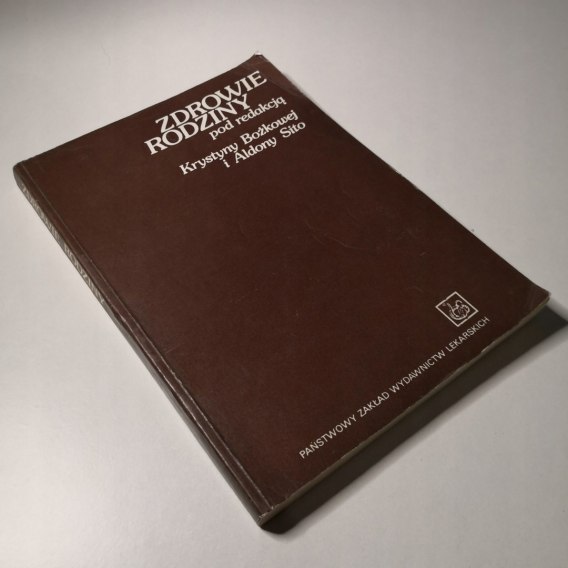 ZDROWIE
RODZINY
pod redakcją
Krystyny Bożkowej
i Aldony Sito
PAŃSTWOWY ZAKŁAD WYDAWNICTW LEKARSKICH